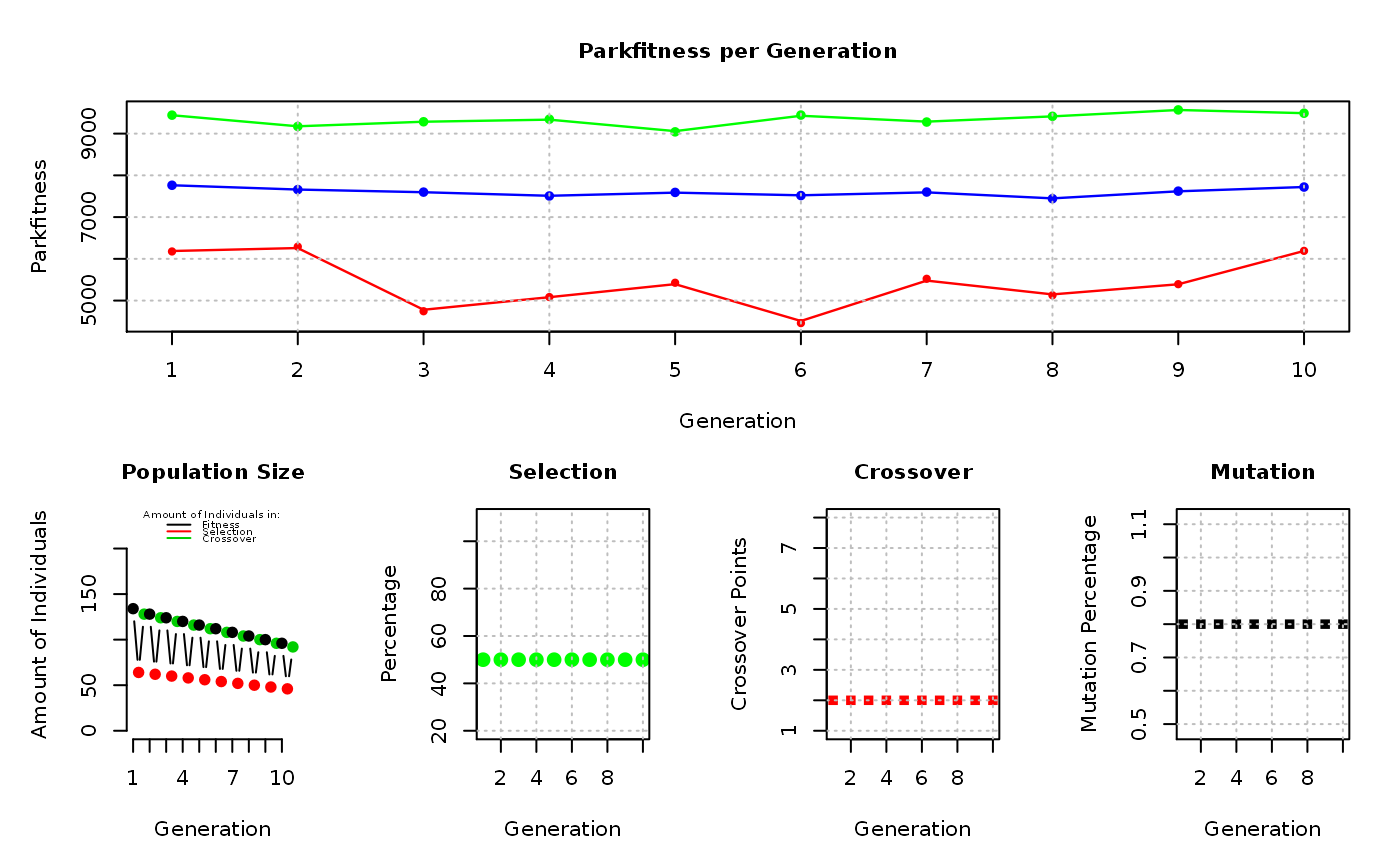 Parkfitness per Generation
Parkfitness
9000
7000
5000
1 2 3 4 5 6 7 8 9 10
Generation
Population Size
Amount of Individuals
Amount of Individuals in:
Fitness
Selection
Crossover
150
50
0
1 4 7 10
Generation
Selection
Percentage
80
60
40
20
2 4 6 8
Generation
Crossover
Crossover Points
7
5
3
1
2 4 6 8
Generation
Mutation
Mutation Percentage
1.1
0.9
0.7
0.5
2 4 6 8
Generation